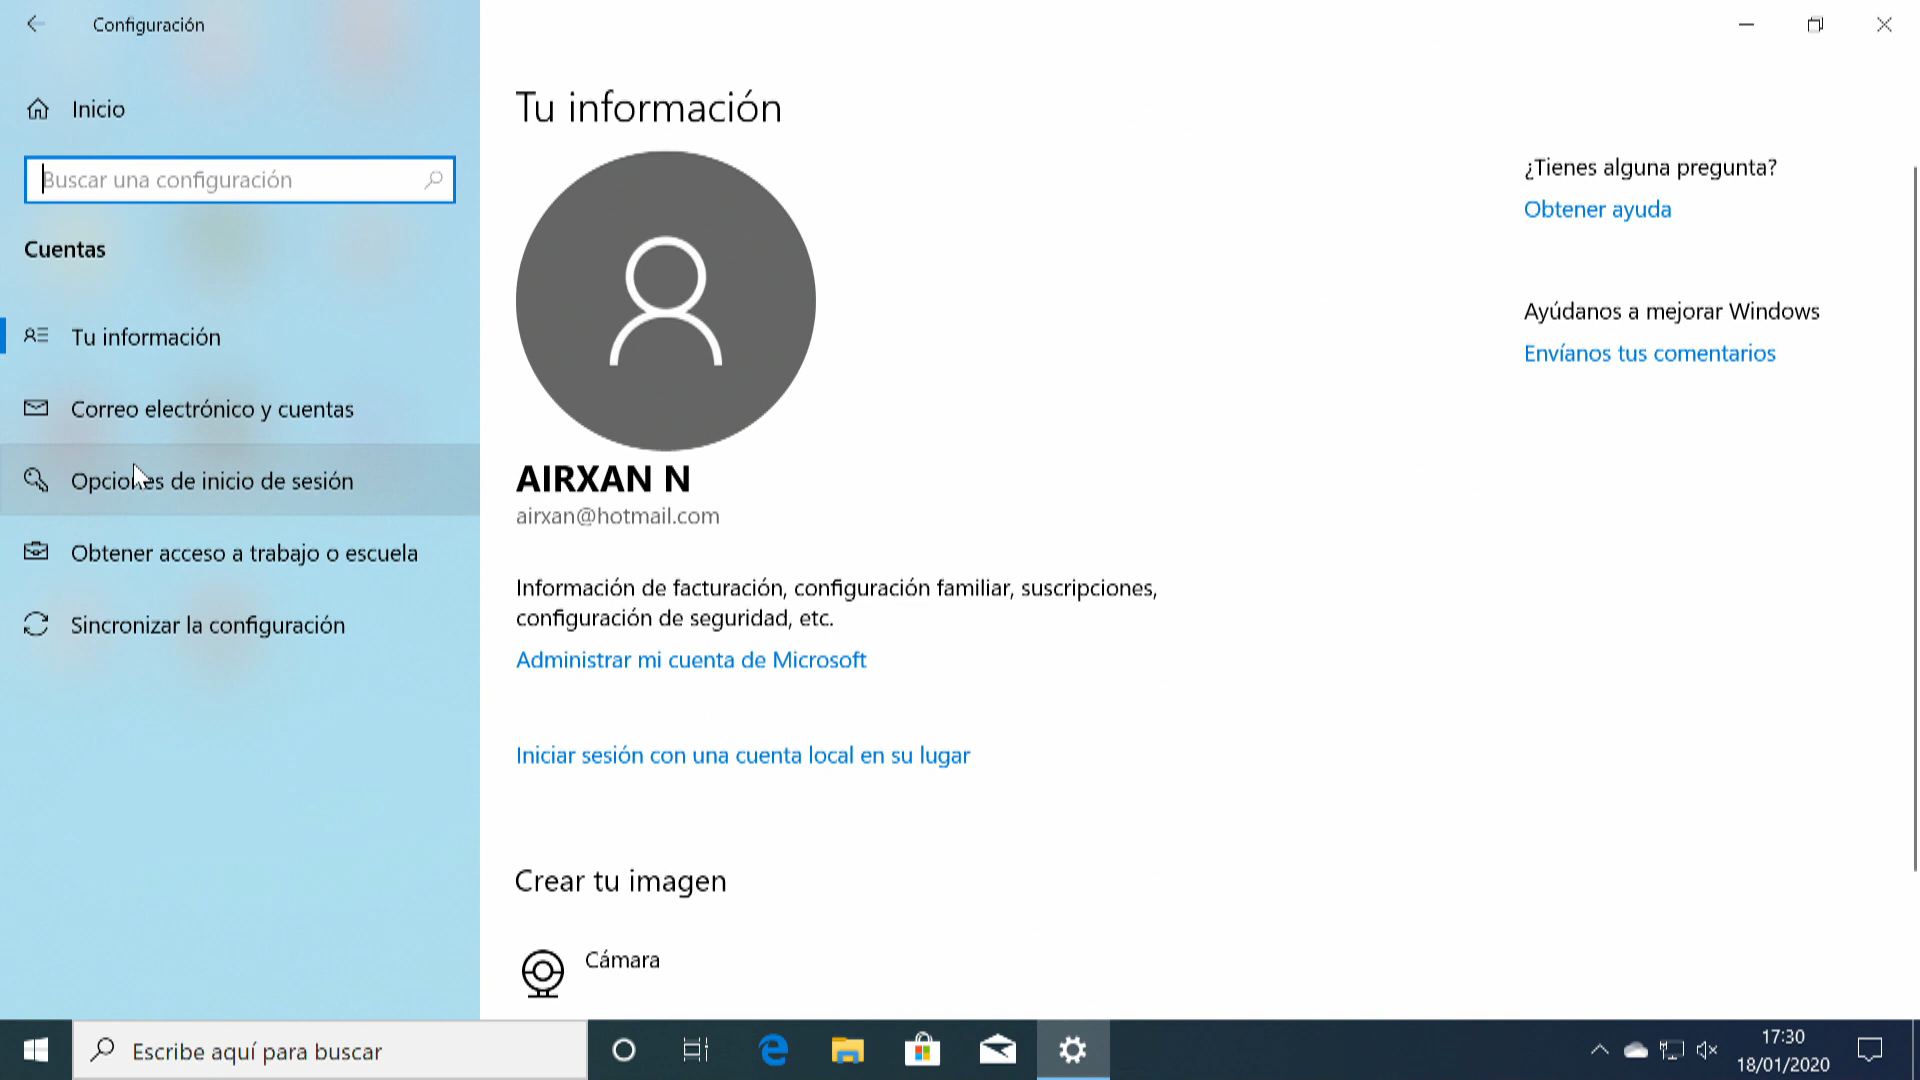 Configuración
Inicio
Buscar una configuración
Cuentas
Tu información
Correo electrónico y cuentas
Opciones de inicio de sesión
Obtener acceso a trabajo o escuela
Sincronizar la configuración
Tu información
AIRXAN N
airxan@hotmail.com
Información de facturación, configuración familiar, suscripciones,
configuración de seguridad, etc.
Administrar mi cuenta de Microsoft
Iniciar sesión con una cuenta local en su lugar
Crear tu imagen
Cámara
¿Tienes alguna pregunta?
Obtener ayuda
Ayúdanos a mejorar Windows
Envíanos tus comentarios
Escribe aquí para buscar
17:30
18/01/2020